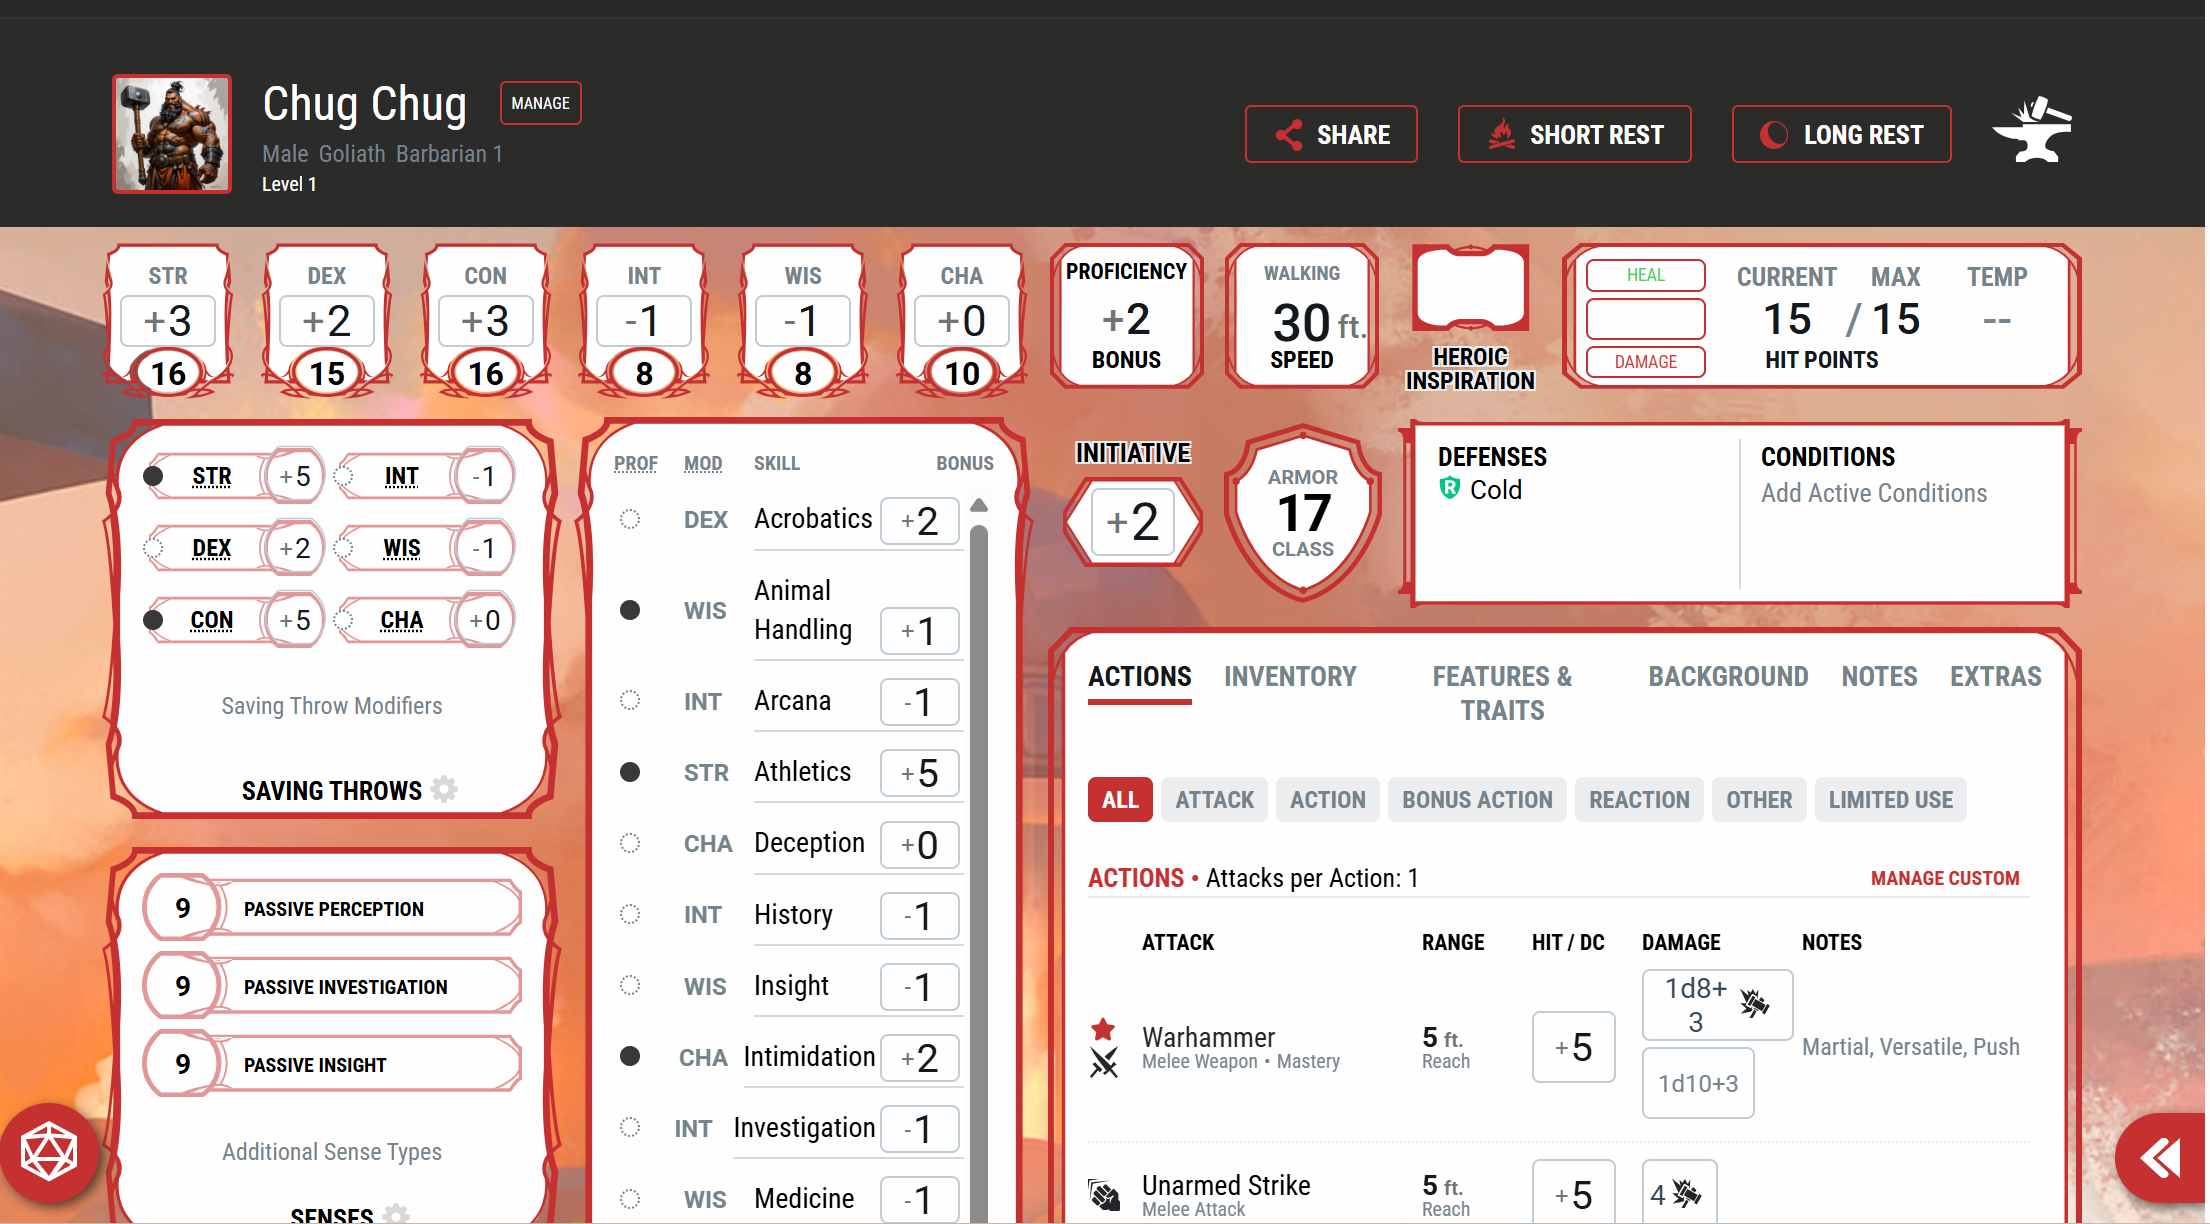 Chug Chug
MANAGE
Male Goliath Barbarian 1
Level 1
SHARE
SHORT REST
LONG REST
STR
+3
16
DEX
+2
15
CON
+3
16
INT
-1
8
WIS
-1
8
CHA
+0
10
PROFICIENCY
+2
BONUS
WALKING
30 ft.
SPEED
HEROIC
INSPIRATION
HEAL
DAMAGE
CURRENT MAX TEMP
15 / 15 --
HIT POINTS
STR +5 INT -1
DEX +2 WIS -1
CON +5 CHA +0
Saving Throw Modifiers
SAVING THROWS
9 PASSIVE PERCEPTION
9 PASSIVE INVESTIGATION
9 PASSIVE INSIGHT
Additional Sense Types
SENSES
PROF MOD SKILL BONUS
DEX Acrobatics +2
WIS Animal
Handling +1
INT Arcana -1
STR Athletics +5
CHA Deception +0
INT History -1
WIS Insight -1
CHA Intimidation +2
INT Investigation -1
WIS Medicine -1
INITIATIVE
+2
ARMOR
17
CLASS
DEFENSES
R Cold
CONDITIONS
Add Active Conditions
ACTIONS INVENTORY FEATURES &
TRAITS BACKGROUND NOTES EXTRAS
ALL ATTACK ACTION BONUS ACTION REACTION OTHER LIMITED USE
ACTIONS • Attacks per Action: 1
MANAGE CUSTOM
ATTACK RANGE HIT / DC DAMAGE NOTES
Warhammer
Melee Weapon • Mastery
5 ft.
Reach
+5
1d8+
3
1d10+3
Martial, Versatile, Push
Unarmed Strike
Melee Attack
5 ft.
Reach
+5
4